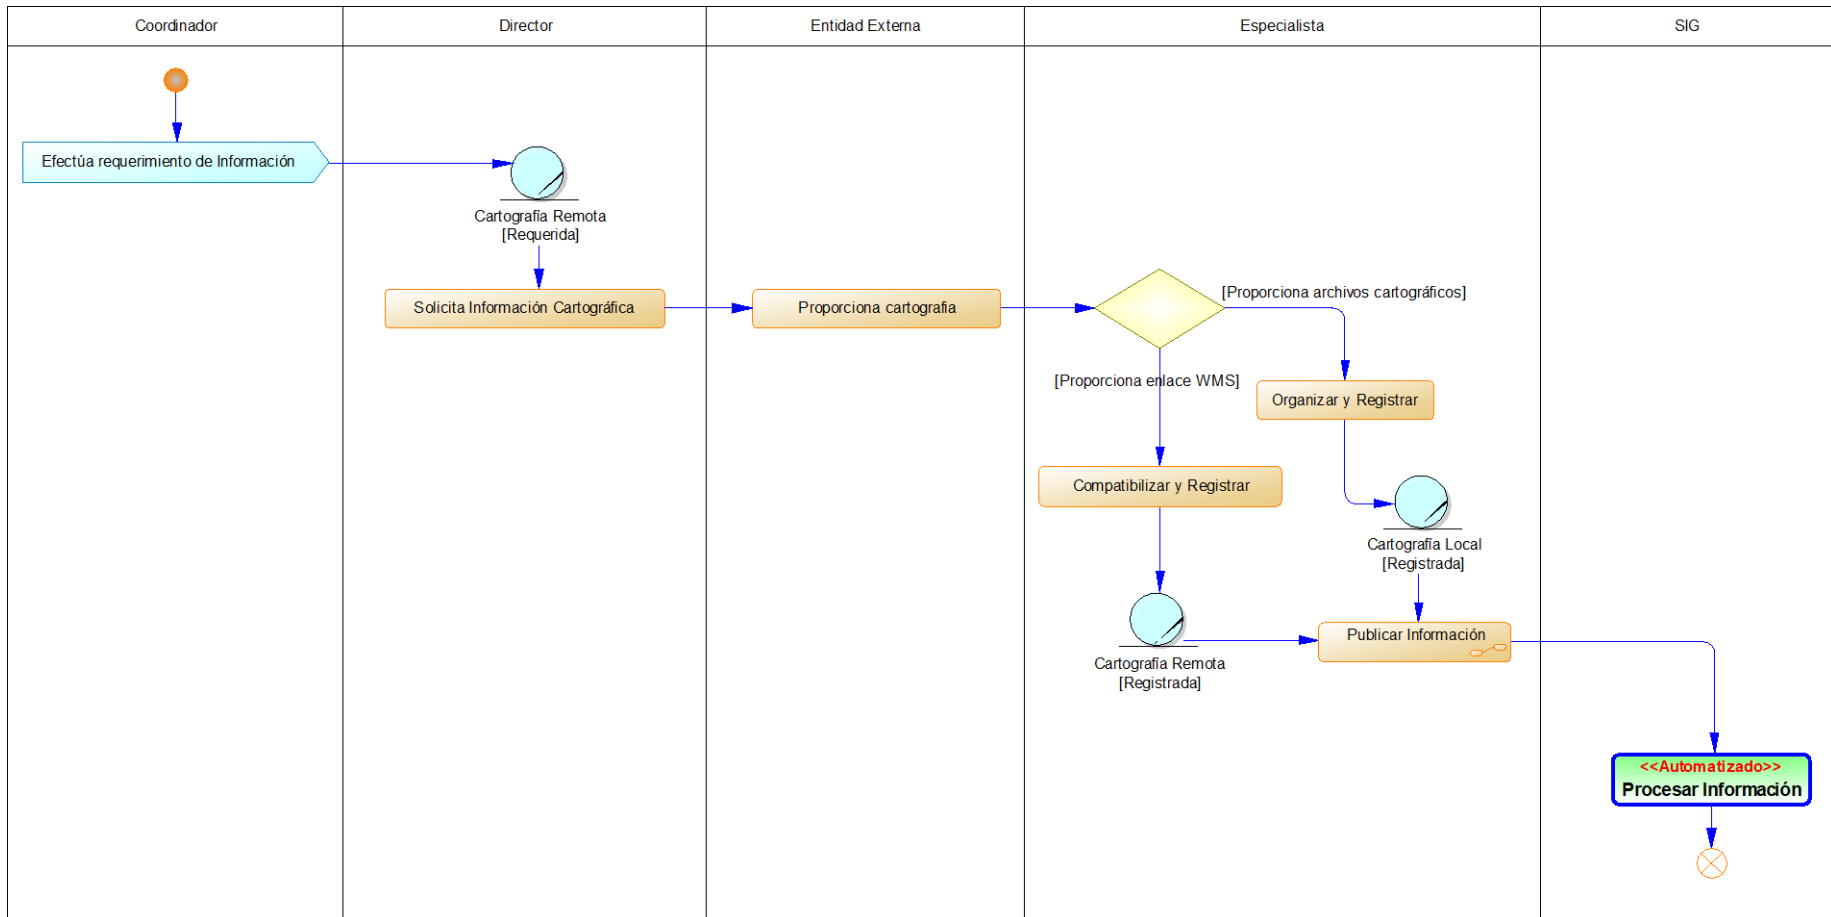 Coordinador
Director
Entidad Externa
Especialista
SIG
Efectúa requerimiento de Información
Cartografía Remota
[Requerida]
Solicita Información Cartográfica
Proporciona cartografia
[Proporciona archivos cartográficos]
[Proporciona enlace WMS]
Organizar y Registrar
Compatibilizar y Registrar
Cartografía Local
[Registrada]
Publicar Información
Cartografía Remota
[Registrada]
<<Automatizado>>
Procesar Información